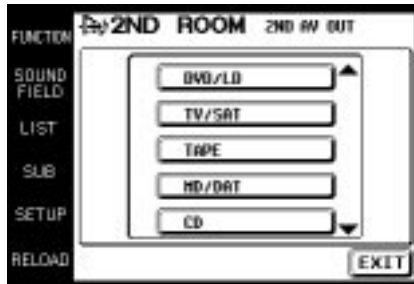 2ND ROOM 2ND AV OUT
FUNCTION
SOUND
FIELD
LIST
SUB
SETUP
RELOAD
DVD/LD
TV/SAT
TAPE
MD/DAT
CD
EXIT